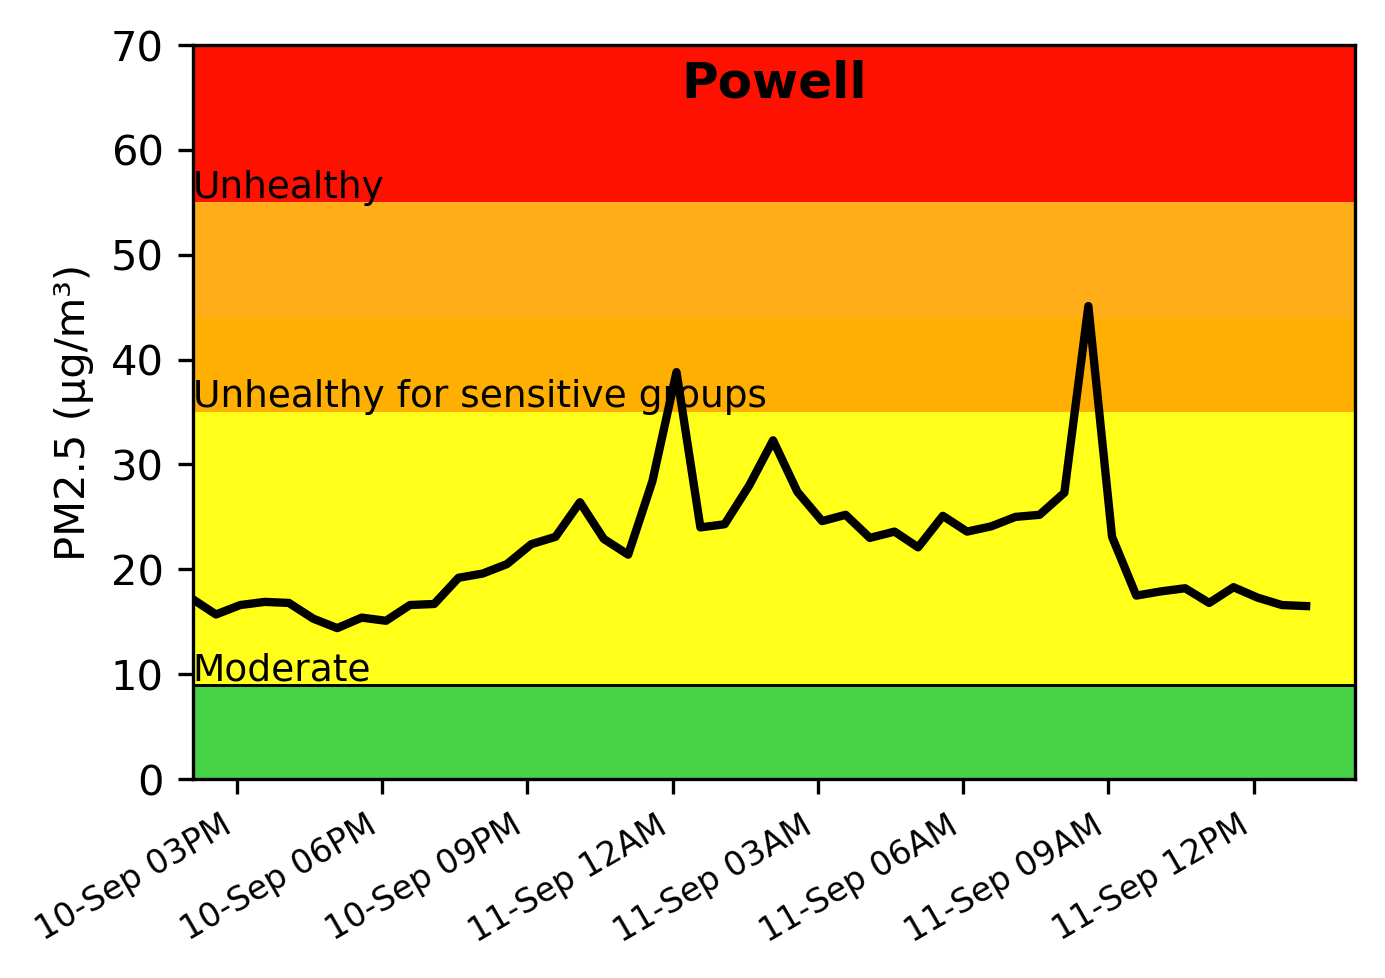 Powell
70
60
50
40
30
20
10
0
PM2.5 (µg/m³)
Unhealthy
Unhealthy for sensitive groups
Moderate
10-Sep 03PM
10-Sep 06PM
10-Sep 09PM
11-Sep 12AM
11-Sep 03AM
11-Sep 06AM
11-Sep 09AM
11-Sep 12PM